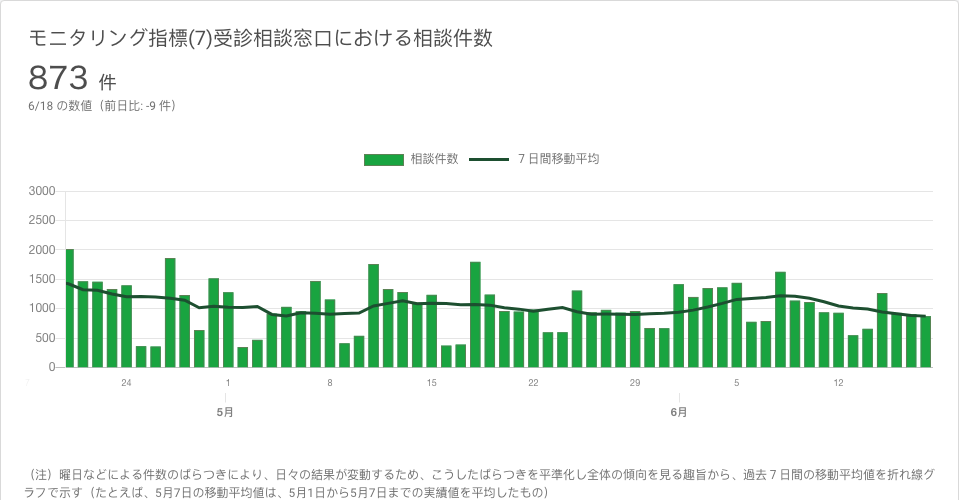 モニタリング指標(7)受診相談窓口における相談件数
873 件
6/18 の数値（前日比: -9 件）
相談件数 7 日間移動平均
3000
2500
2000
1500
1000
500
0
24 1 8 15 22 29 5 12
5月 6月
（注）曜日などによる件数のばらつきにより、日々の結果が変動するため、こうしたばらつきを平準化し全体の傾向を見る趣旨から、過去 7 日間の移動平均値を折れ線グ
ラフで示す（たとえば、5月7日の移動平均値は、5月1日から5月7日までの実績値を平均したもの）